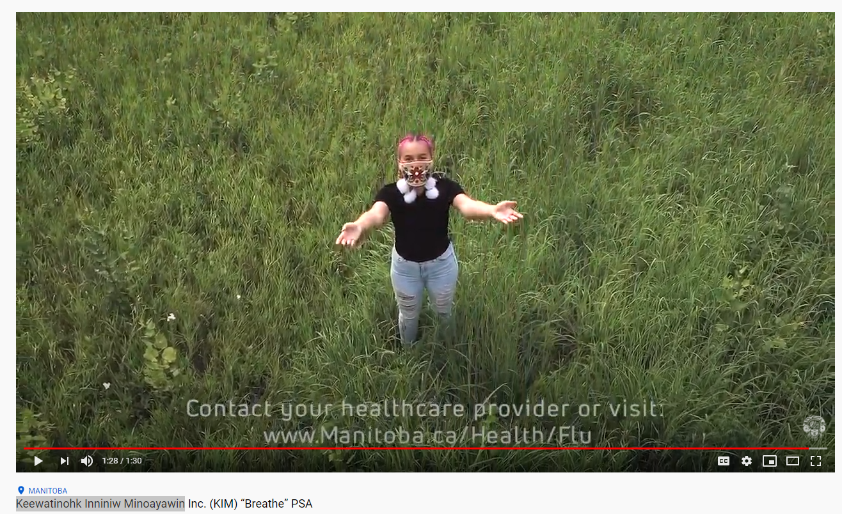 Contact your healthcare provider or visit:
www.Manitoba.ca/Health/Flu
1:28 / 1:30
CC
MANITOBA
Keewatinohk Inniniw Minoayawin Inc. (KIM) “Breathe” PSA